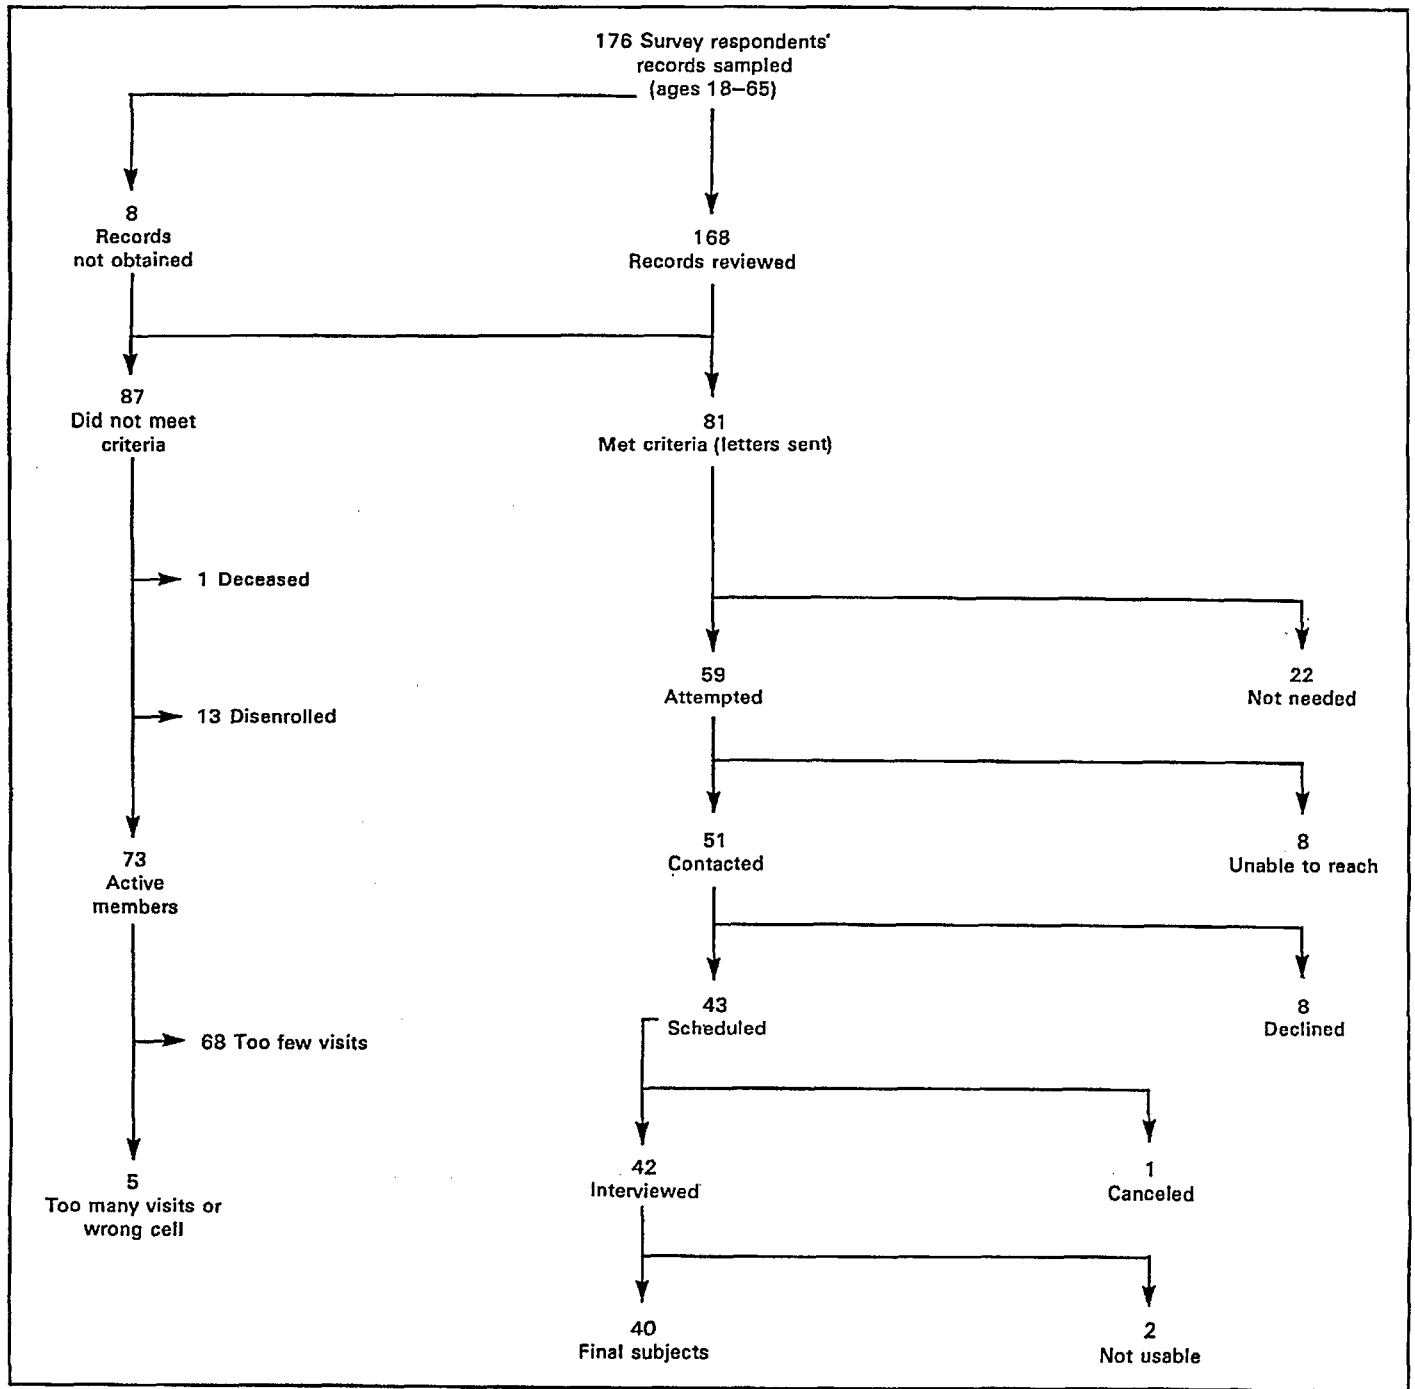 176 Survey respondents'
records sampled
(ages 18–65)
8
Records
not obtained
168
Records reviewed
87
Did not meet
criteria
81
Met criteria (letters sent)
1 Deceased
13 Disenrolled
59
Attempted
22
Not needed
73
Active
members
51
Contacted
8
Unable to reach
43
Scheduled
8
Declined
68 Too few visits
5
Too many visits or
wrong cell
42
Interviewed
1
Canceled
40
Final subjects
2
Not usable